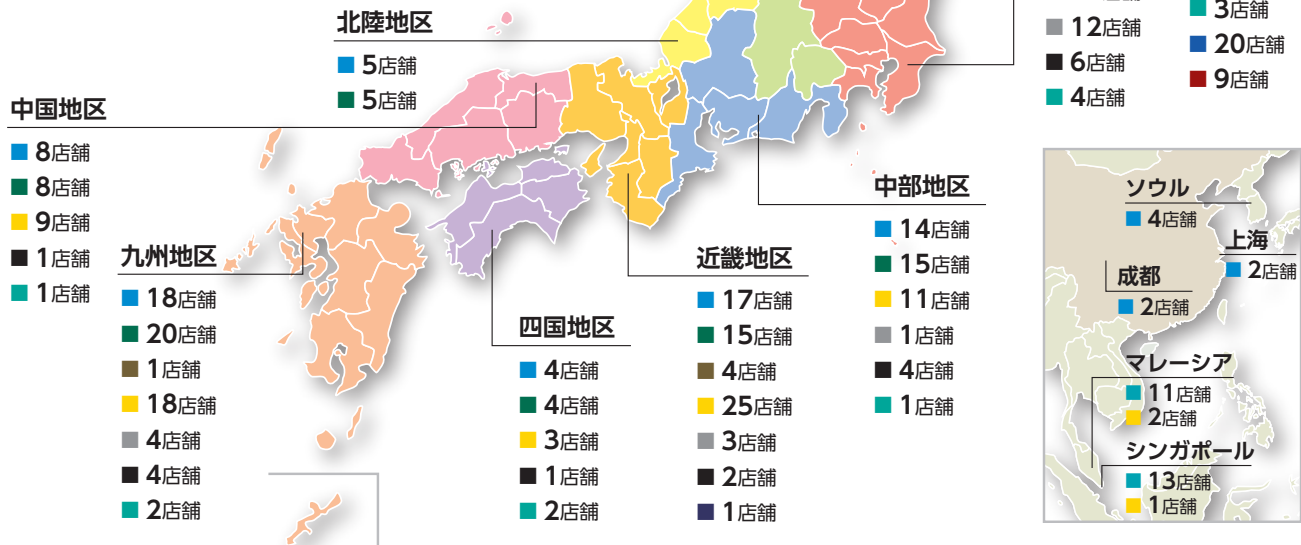 北陸地区
5店舗
5店舗
中国地区
8店舗
8店舗
9店舗
1店舗
1店舗
九州地区
18店舗
20店舗
1店舗
18店舗
4店舗
4店舗
2店舗
四国地区
4店舗
4店舗
3店舗
1店舗
2店舗
近畿地区
17店舗
15店舗
4店舗
25店舗
3店舗
2店舗
1店舗
中部地区
14店舗
15店舗
11店舗
1店舗
4店舗
1店舗
12店舗
6店舗
4店舗
3店舗
20店舗
9店舗
ソウル
4店舗
上海
2店舗
成都
2店舗
マレーシア
11店舗
2店舗
シンガポール
13店舗
1店舗